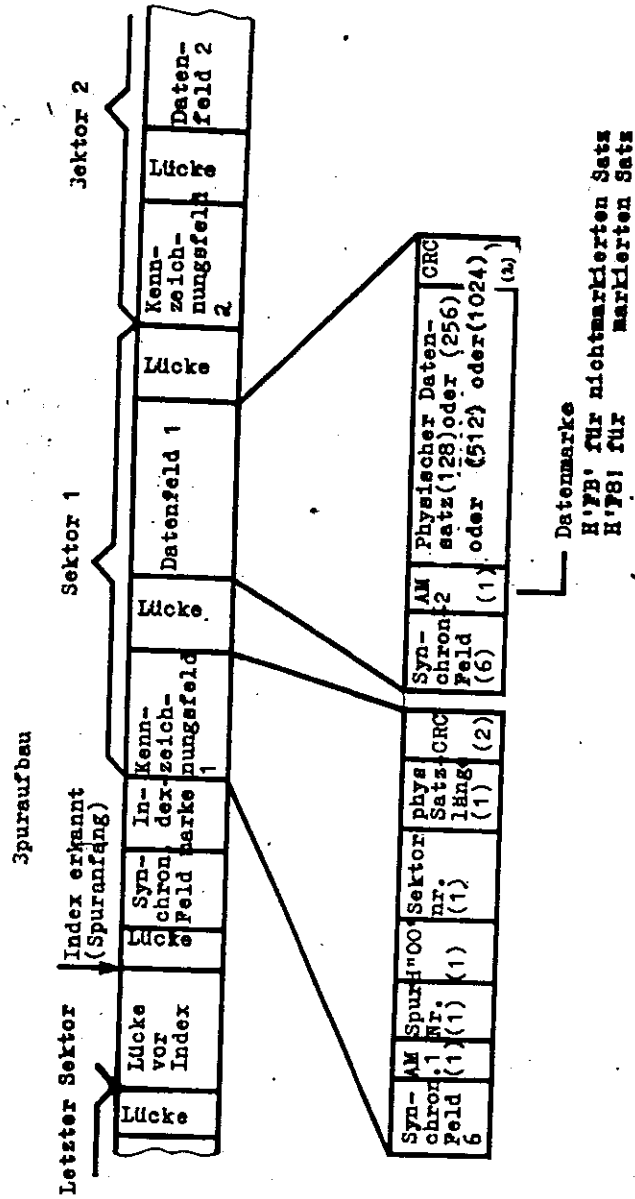 Spuraufbau
Letzter Sektor
Index erkannt
(Spuranfang)
Sektor 1
Sektor 2
Lücke
Lücke
vor
Index
Lücke
Syn-
chron.
Feld
In-
dex-
marke
Kenn-
zeich-
nungsfeld
1
Lücke
Datenfeld 1
Lücke
Kenn-
zeich-
nungsfeld
2
Lücke
Daten-
feld 2
Syn-
chron.
Feld
6
AM
1
(1)
Spur
Nr.
(1)
H"00"
(1)
Sektor
nr.
(1)
phys
Satz-
länge
(1)
CRC
(2)
Syn-
chron-
Feld
(6)
AM
2
(1)
Physischer Daten-
satz(128)oder (256)
oder (512) oder(1024)
CRC
(2)
Datenmarke
H'FB' für nichtmarkierten Satz
H'F8' für markierten Satz